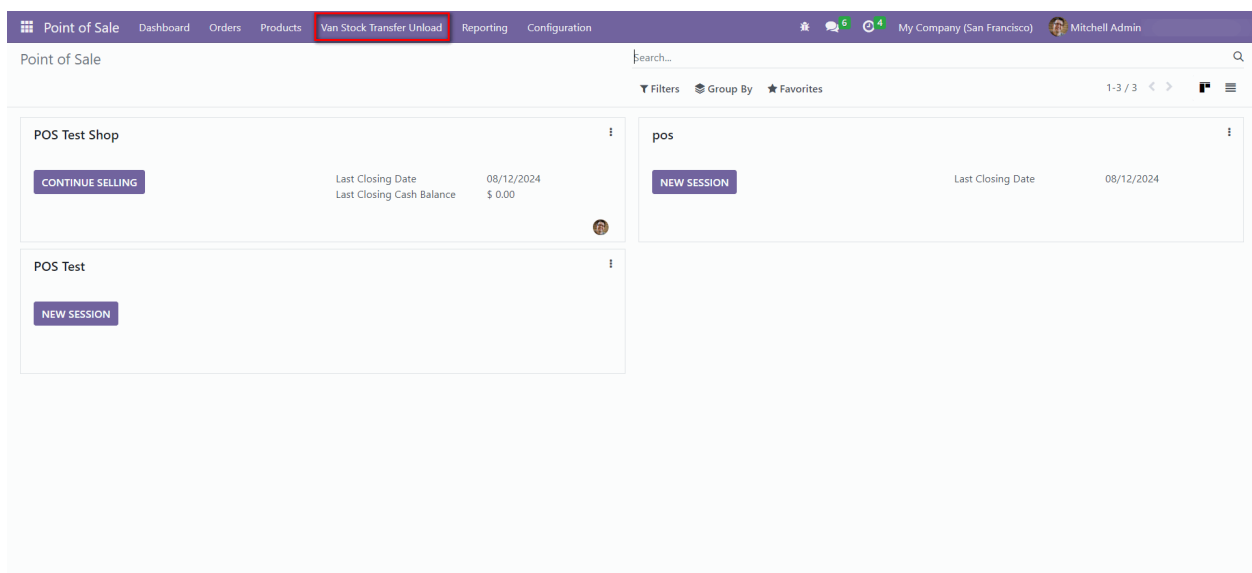 Point of Sale Dashboard Orders Products Van Stock Transfer Unload Reporting Configuration 6 4 My Company (San Francisco) Mitchell Admin
Point of Sale Search...
Filters Group By Favorites 1-3 / 3
POS Test Shop
CONTINUE SELLING
Last Closing Date 08/12/2024
Last Closing Cash Balance $ 0.00
pos
NEW SESSION Last Closing Date 08/12/2024
POS Test
NEW SESSION